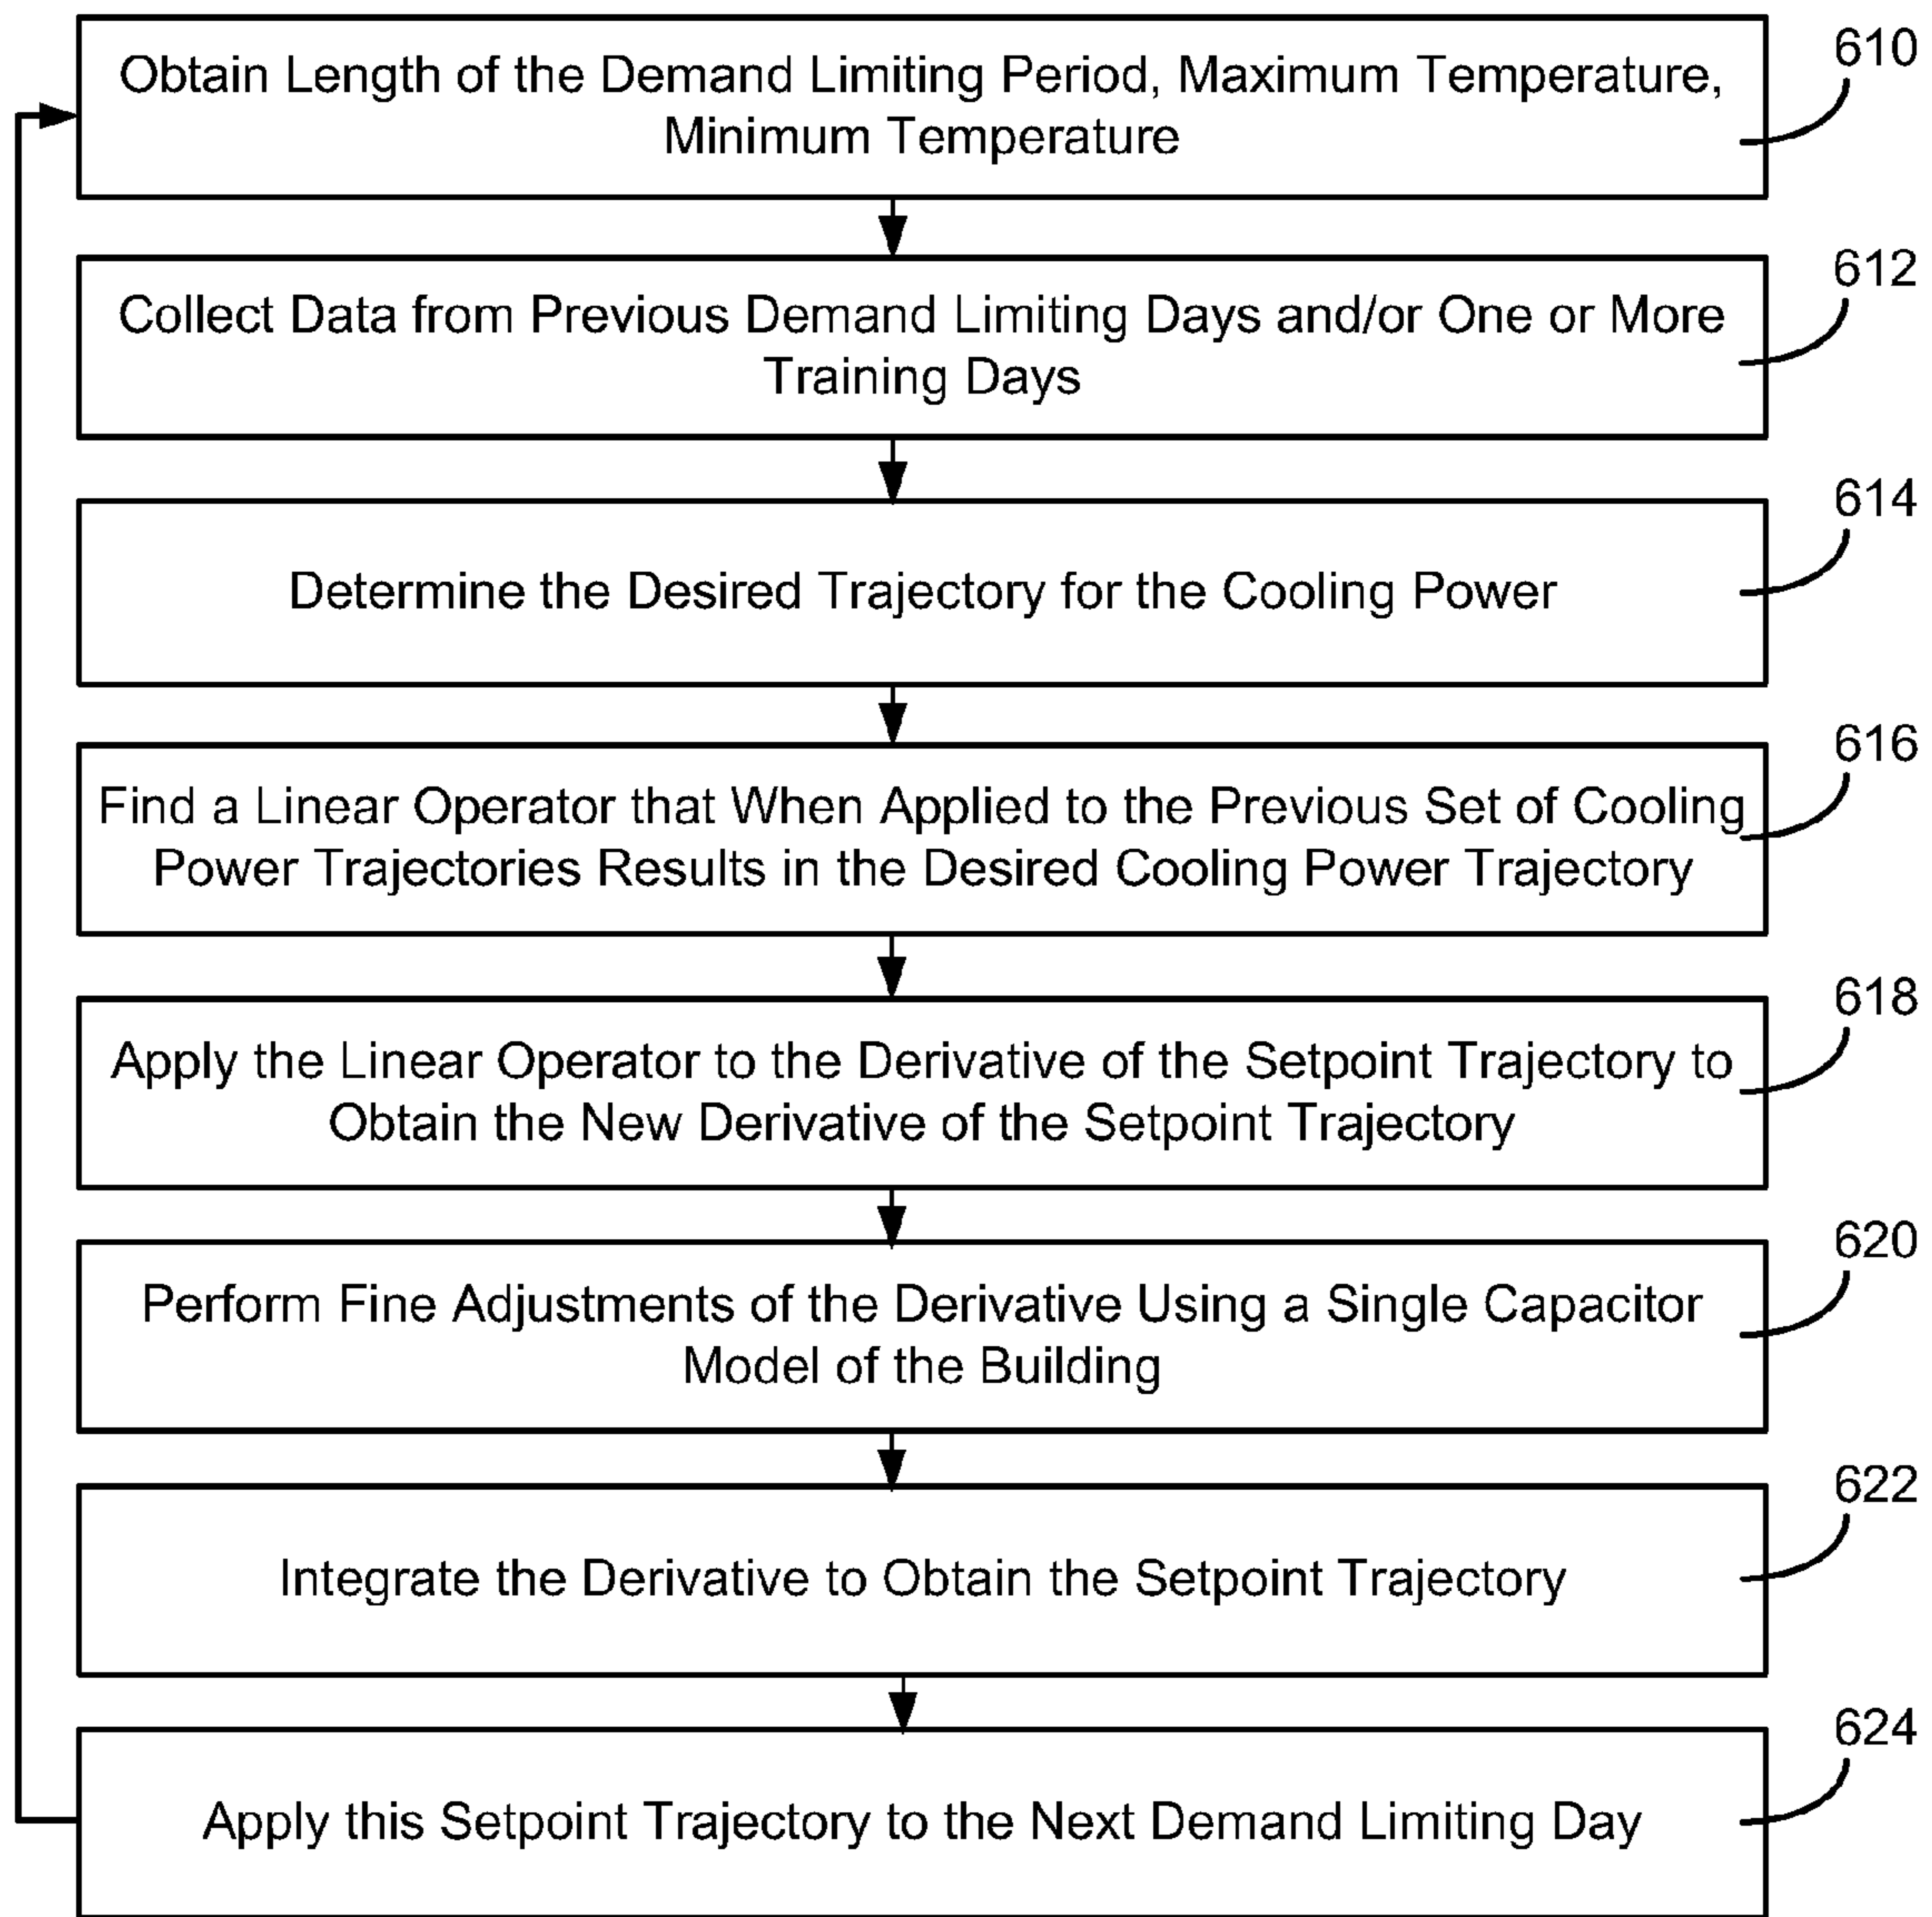 610
Obtain Length of the Demand Limiting Period, Maximum Temperature,
Minimum Temperature
612
Collect Data from Previous Demand Limiting Days and/or One or More
Training Days
614
Determine the Desired Trajectory for the Cooling Power
616
Find a Linear Operator that When Applied to the Previous Set of Cooling
Power Trajectories Results in the Desired Cooling Power Trajectory
618
Apply the Linear Operator to the Derivative of the Setpoint Trajectory to
Obtain the New Derivative of the Setpoint Trajectory
620
Perform Fine Adjustments of the Derivative Using a Single Capacitor
Model of the Building
622
Integrate the Derivative to Obtain the Setpoint Trajectory
624
Apply this Setpoint Trajectory to the Next Demand Limiting Day